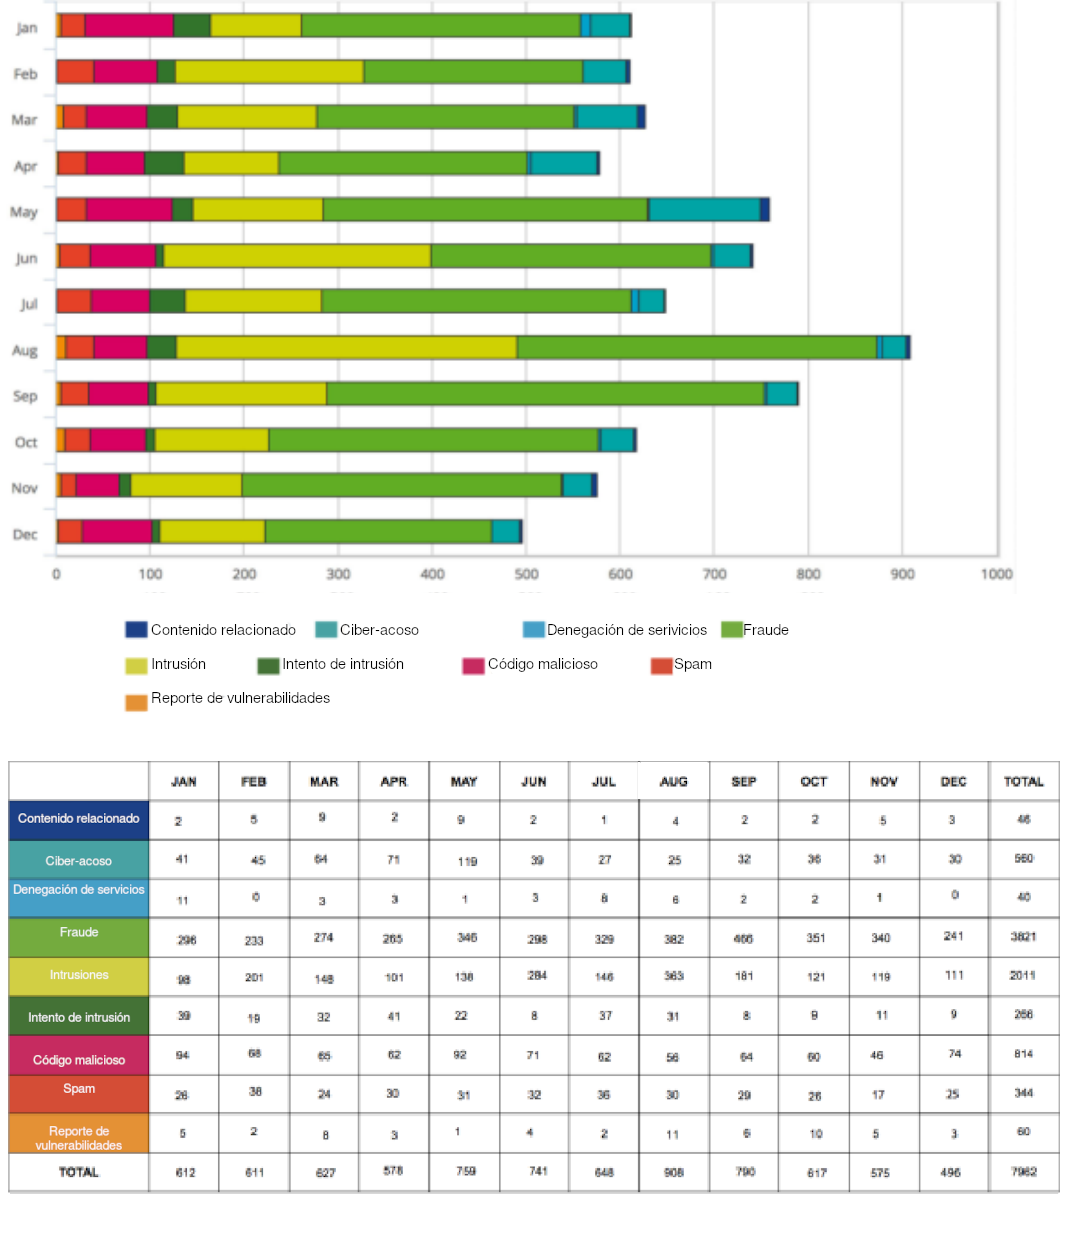 Jan
Feb
Mar
Apr
May
Jun
Jul
Aug
Sep
Oct
Nov
Dec
0 100 200 300 400 500 600 700 800 900 1000
Contenido relacionado Ciber-acoso Denegación de serivicios Fraude
Intrusión Intento de intrusión Código malicioso Spam
Reporte de vulnerabilidades
JAN FEB MAR APR MAY JUN JUL AUG SEP OCT NOV DEC TOTAL
Contenido relacionado 2 5 9 2 9 2 1 4 2 2 5 3 46
Ciber-acoso 41 45 64 71 119 39 27 25 32 36 31 30 560
Denegación de servicios 11 0 3 3 1 3 8 6 2 2 1 0 40
Fraude 296 233 274 265 346 298 329 382 466 351 340 241 3821
Intrusiones 98 201 148 101 138 284 146 363 181 121 119 111 2011
Intento de intrusión 39 19 32 41 22 8 37 31 8 9 11 9 266
Código malicioso 94 68 65 62 92 71 62 56 64 60 46 74 814
Spam 26 38 24 30 31 32 36 30 29 26 17 25 344
Reporte de
vulnerabilidades 5 2 8 3 1 4 2 11 6 10 5 3 60
TOTAL 612 611 627 578 759 741 648 908 790 617 575 496 7962